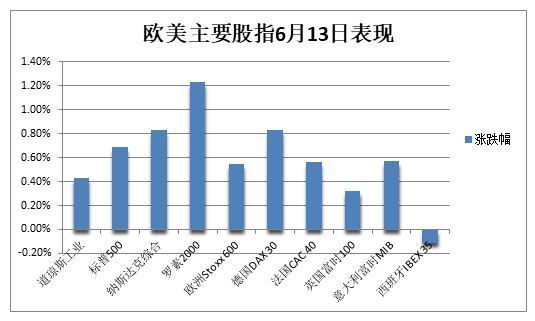 欧美主要股指6月13日表现
1.40%
1.20%
1.00%
0.80%
0.60%
0.40%
0.20%
0.00%
-0.20%
道琼斯工业
标普500
纳斯达克综合
罗素2000
欧洲Stoxx600
德国DAX30
法国CAC40
英国富时100
意大利富时MIB
西班牙IBEX35
涨跌幅